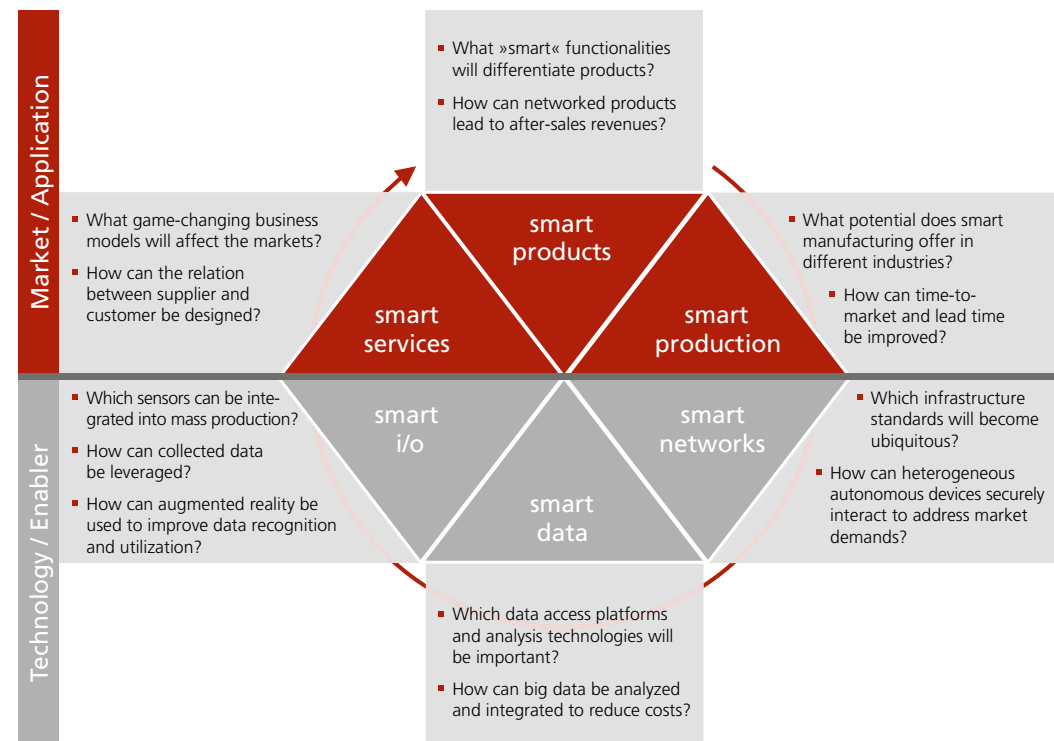 Market / Application
What »smart« functionalities
will differentiate products?
How can networked products
lead to after-sales revenues?
What game-changing business
models will affect the markets?
How can the relation
between supplier and
customer be designed?
smart
products
smart
services
smart
production
What potential does smart
manufacturing offer in
different industries?
How can time-to-
market and lead time
be improved?
Technology / Enabler
Which sensors can be inte-
grated into mass production?
How can collected data
be leveraged?
How can augmented reality be
used to improve data recognition
and utilization?
smart
i/o
smart
data
smart
networks
Which infrastructure
standards will become
ubiquitous?
How can heterogeneous
autonomous devices securely
interact to address market
demands?
Which data access platforms
and analysis technologies will
be important?
How can big data be analyzed
and integrated to reduce costs?